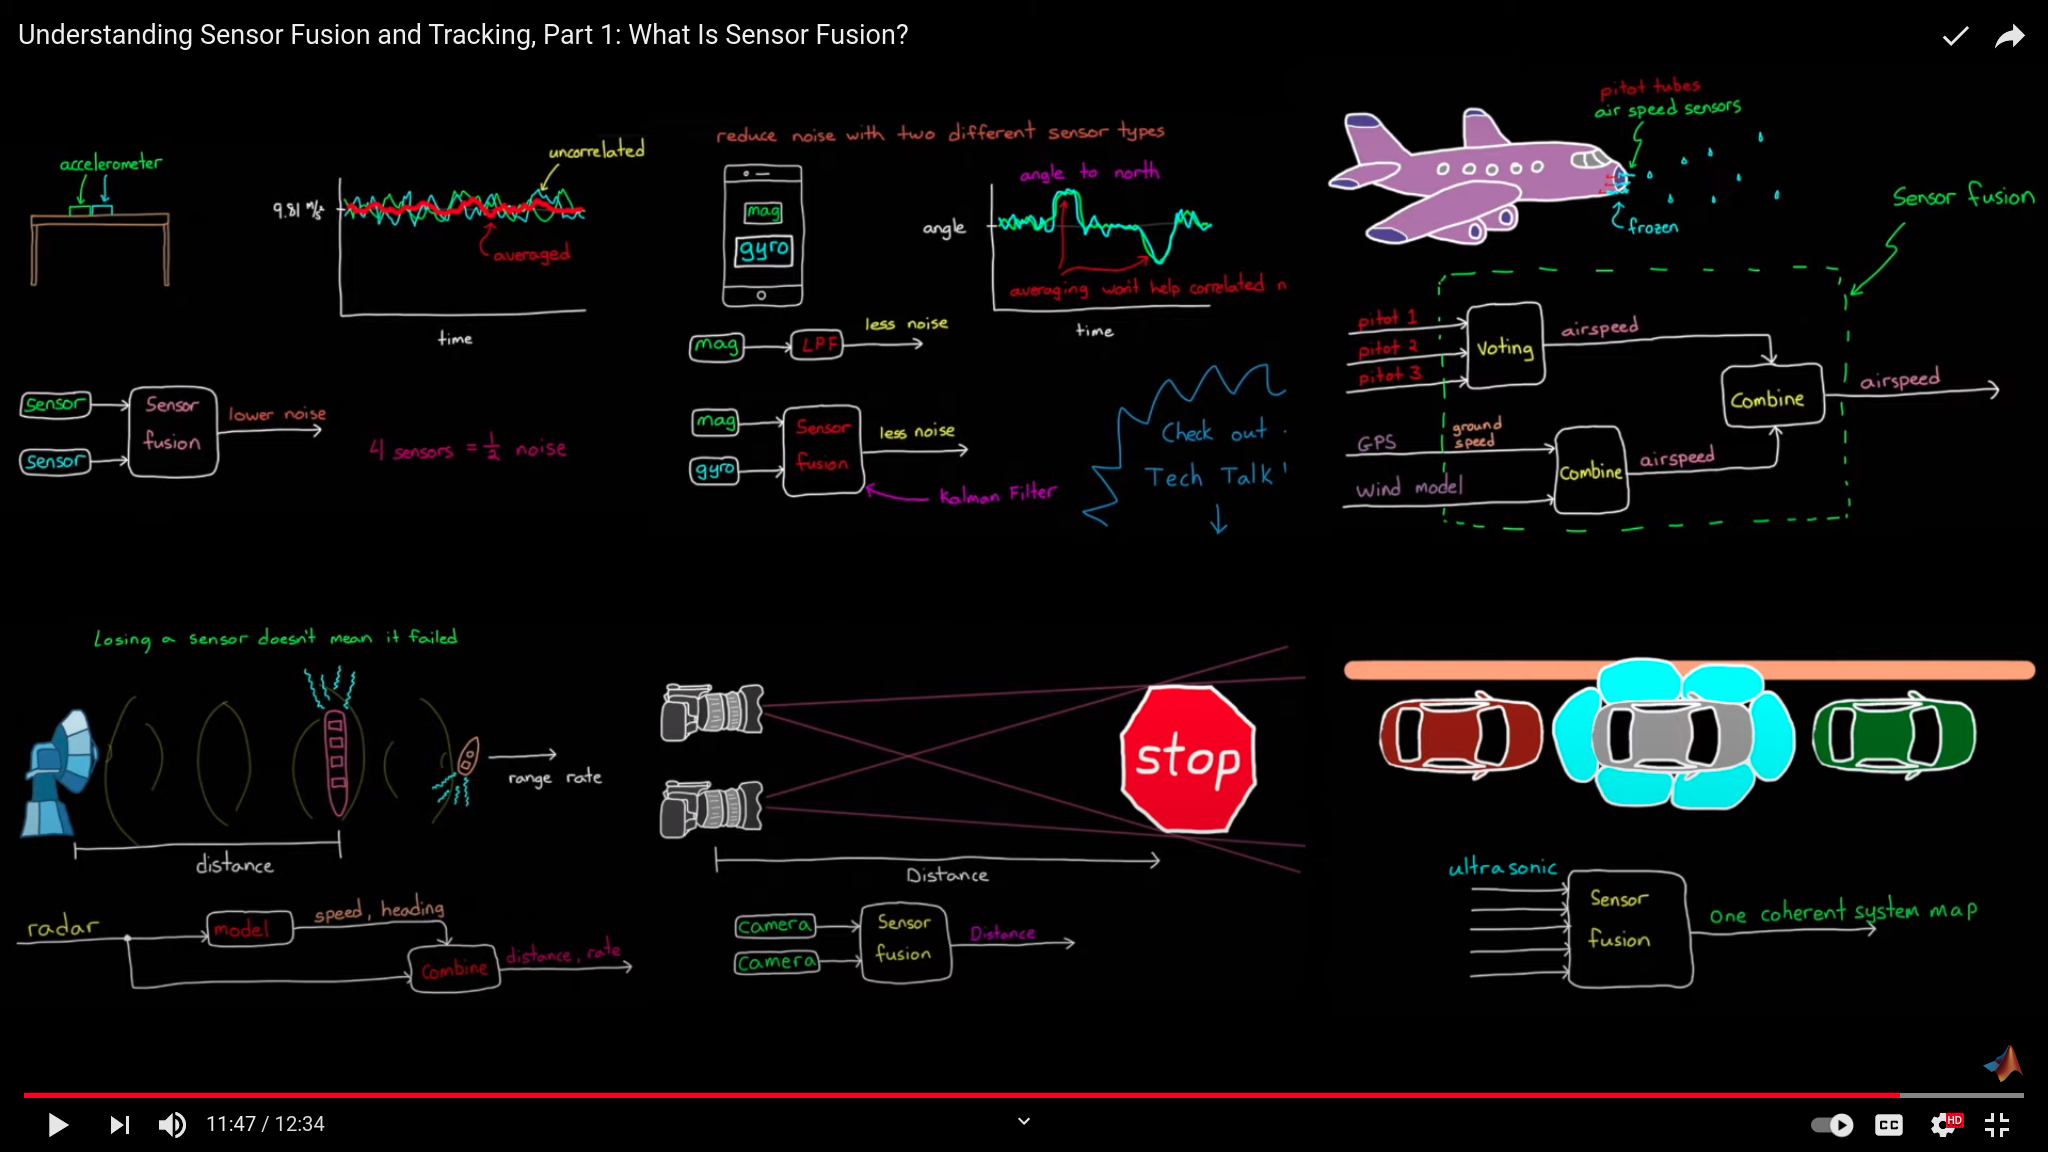 Understanding Sensor Fusion and Tracking, Part 1: What Is Sensor Fusion?
accelerometer
uncorrelated
9.81 m/s²
averaged
time
sensor
sensor
Sensor
fusion
lower noise
4 sensors = 1/2 noise
reduce noise with two different sensor types
mag
gyro
angle to north
angle
averaging won't help correlated n
time
mag
LPF
less noise
mag
gyro
Sensor
fusion
less noise
Kalman Filter
Check out
Tech Talk
pitot tubes
air speed sensors
frozen
Sensor fusion
pitot 1
pitot 2
pitot 3
Voting
airspeed
GPS
ground
speed
wind model
Combine
airspeed
Combine
airspeed
Losing a sensor doesn't mean it failed
range rate
distance
radar
model
speed, heading
Combine
distance, rate
stop
Distance
camera
camera
Sensor
fusion
Distance
ultrasonic
Sensor
fusion
one coherent system map
11:47 / 12:34
CC
HD